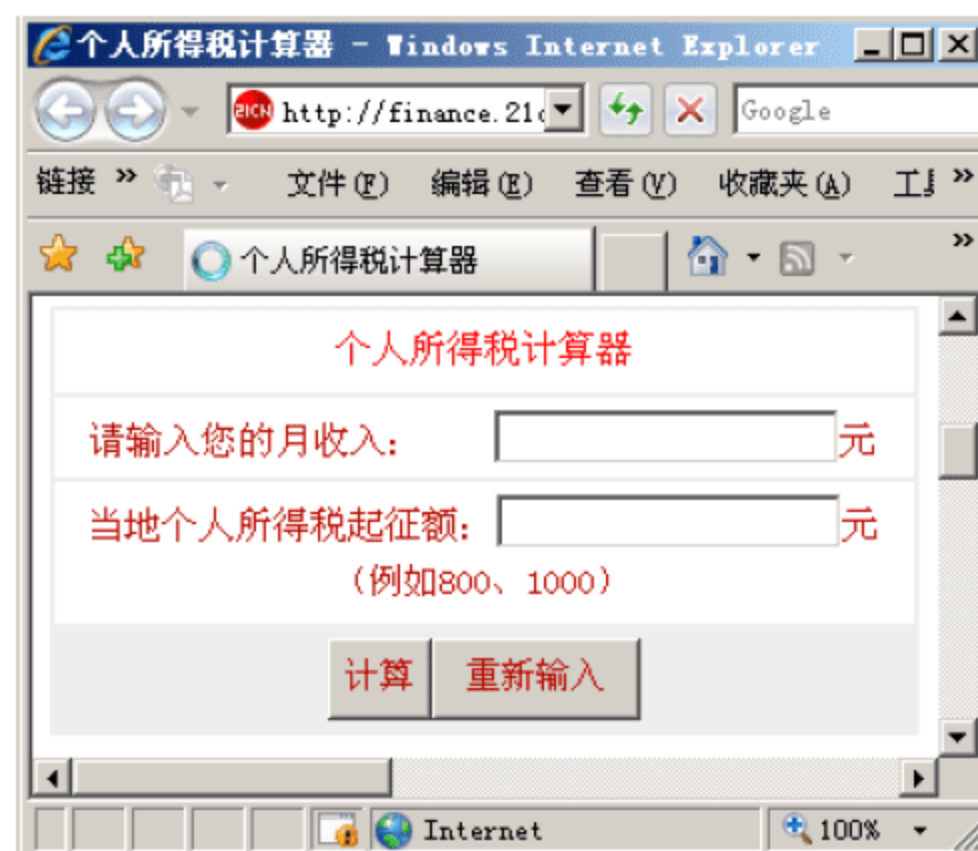 个人所得税计算器 - Windows Internet Explorer
21CN http://finance.21c Google
链接 » 文件(F) 编辑(E) 查看(V) 收藏夹(A) »
个人所得税计算器 »
个人所得税计算器
请输入您的月收入: 元
当地个人所得税起征额: 元
(例如800、1000)
计算 重新输入
Internet 100%